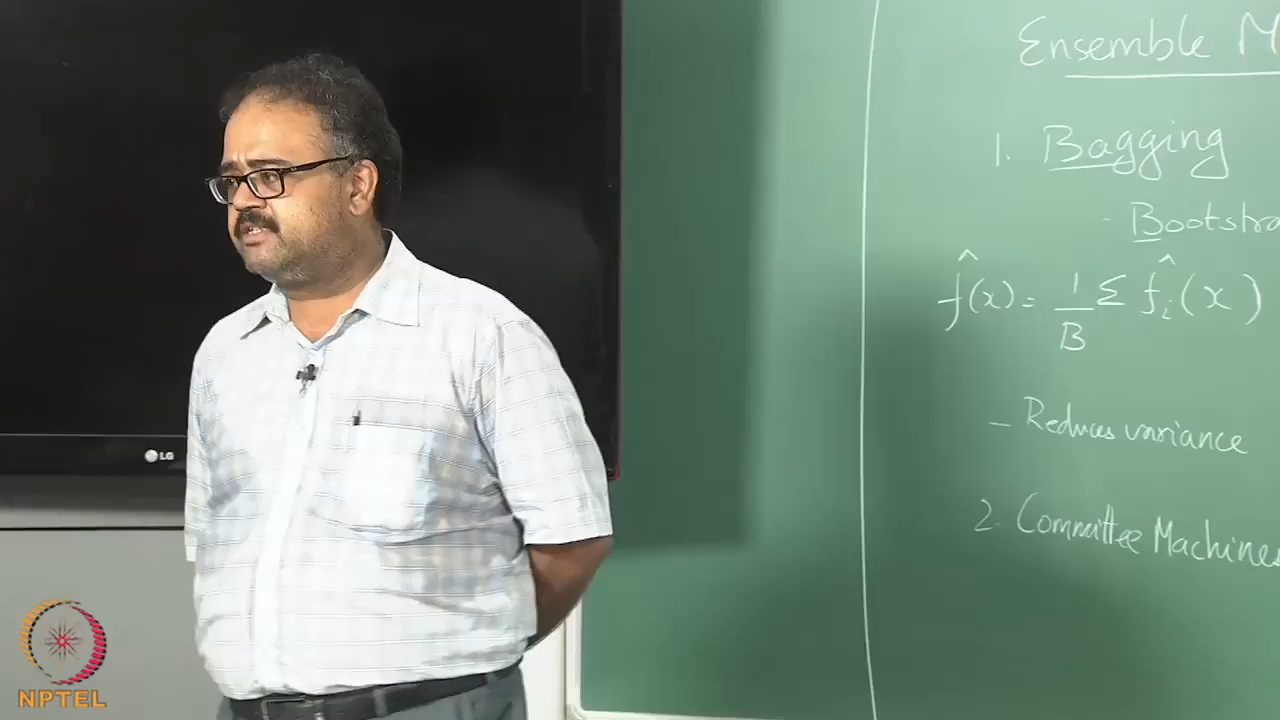 Ensemble M
1. Bagging
- Bootstra
f̂(x) = 1/B Σ f̂ᵢ(x)
- Reduces variance
2. Committee Machines
LG
NPTEL